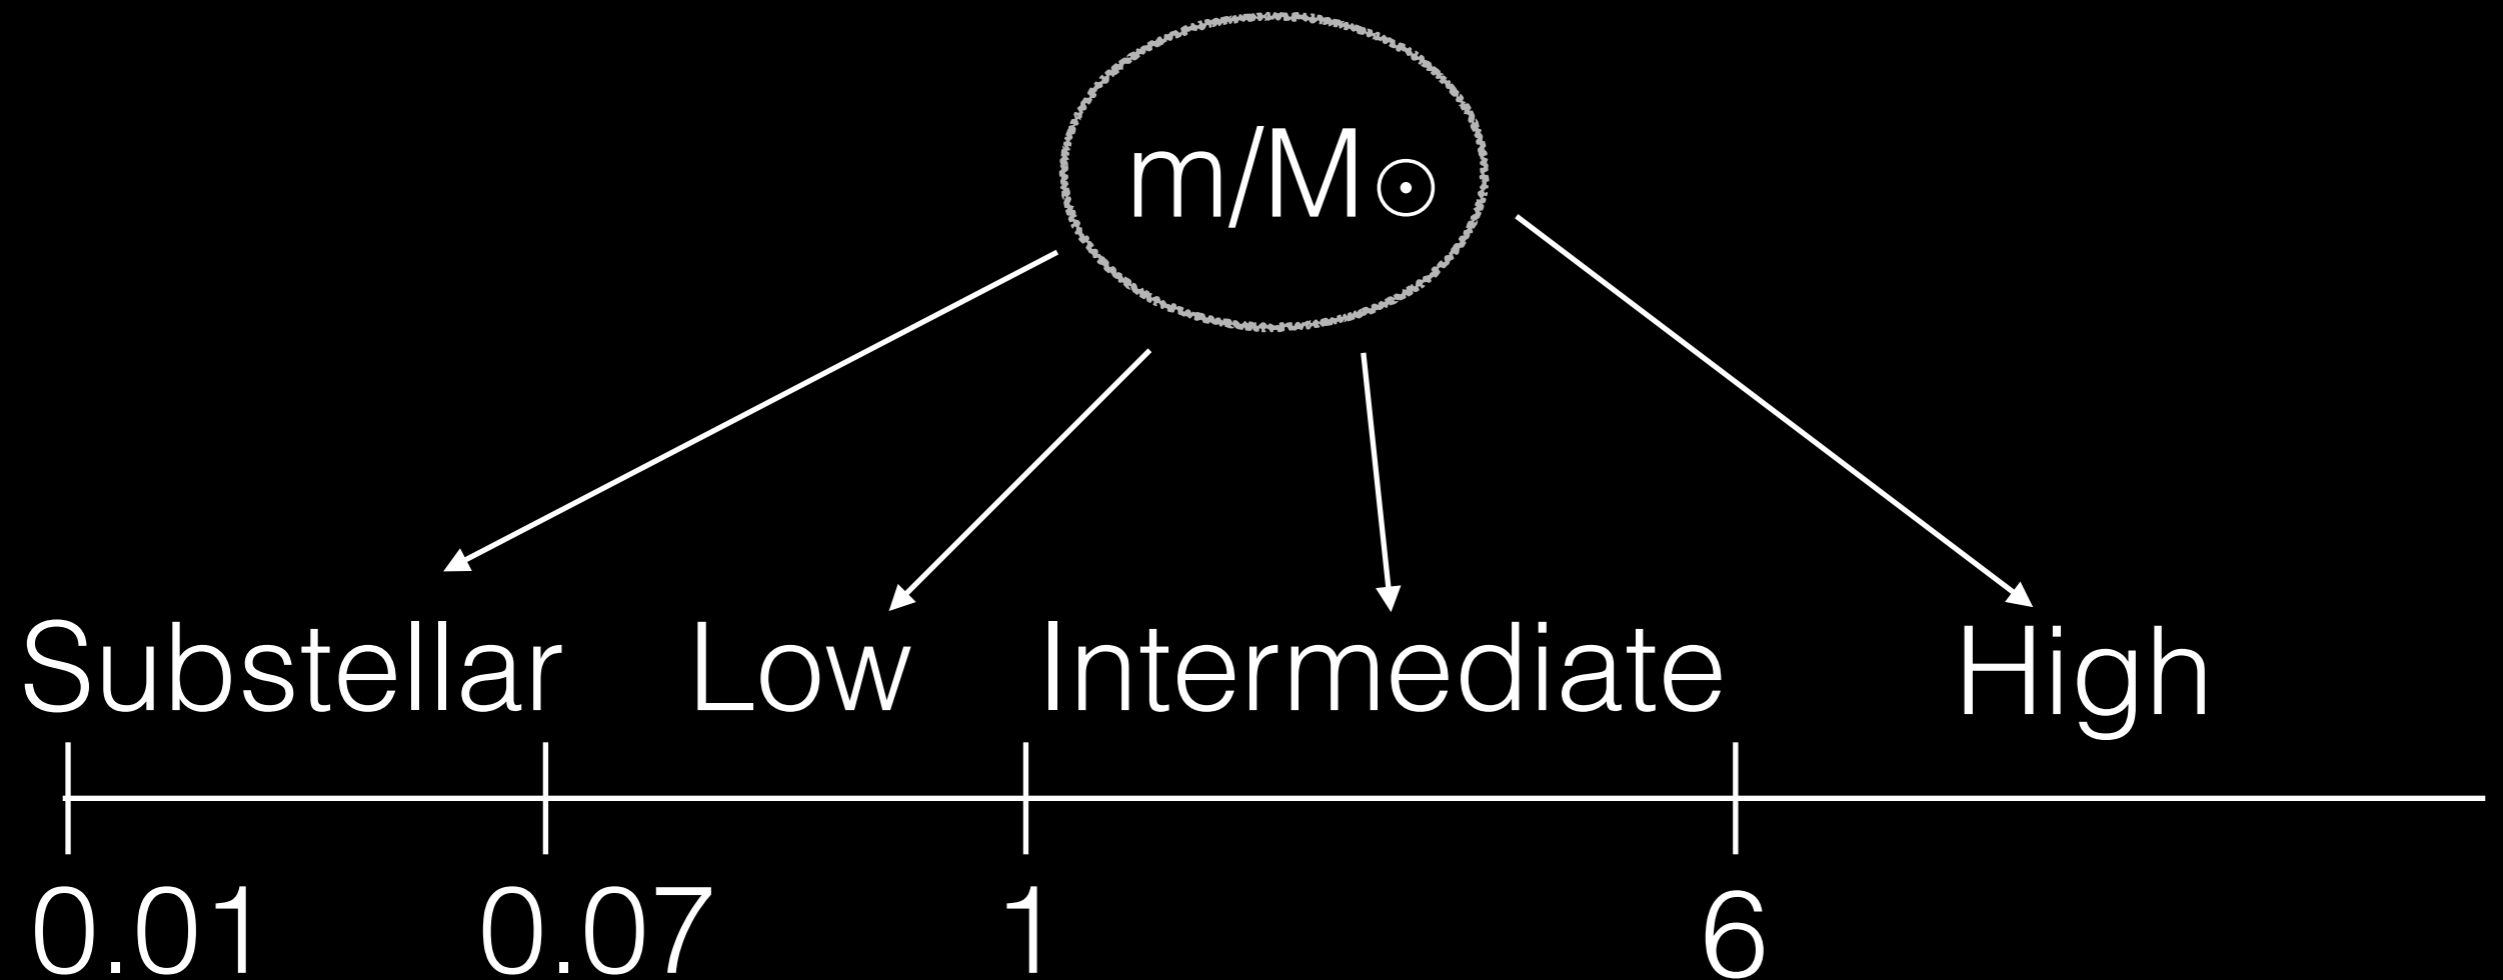 m/M⊙
Substellar Low Intermediate High
0.01 0.07 1 6